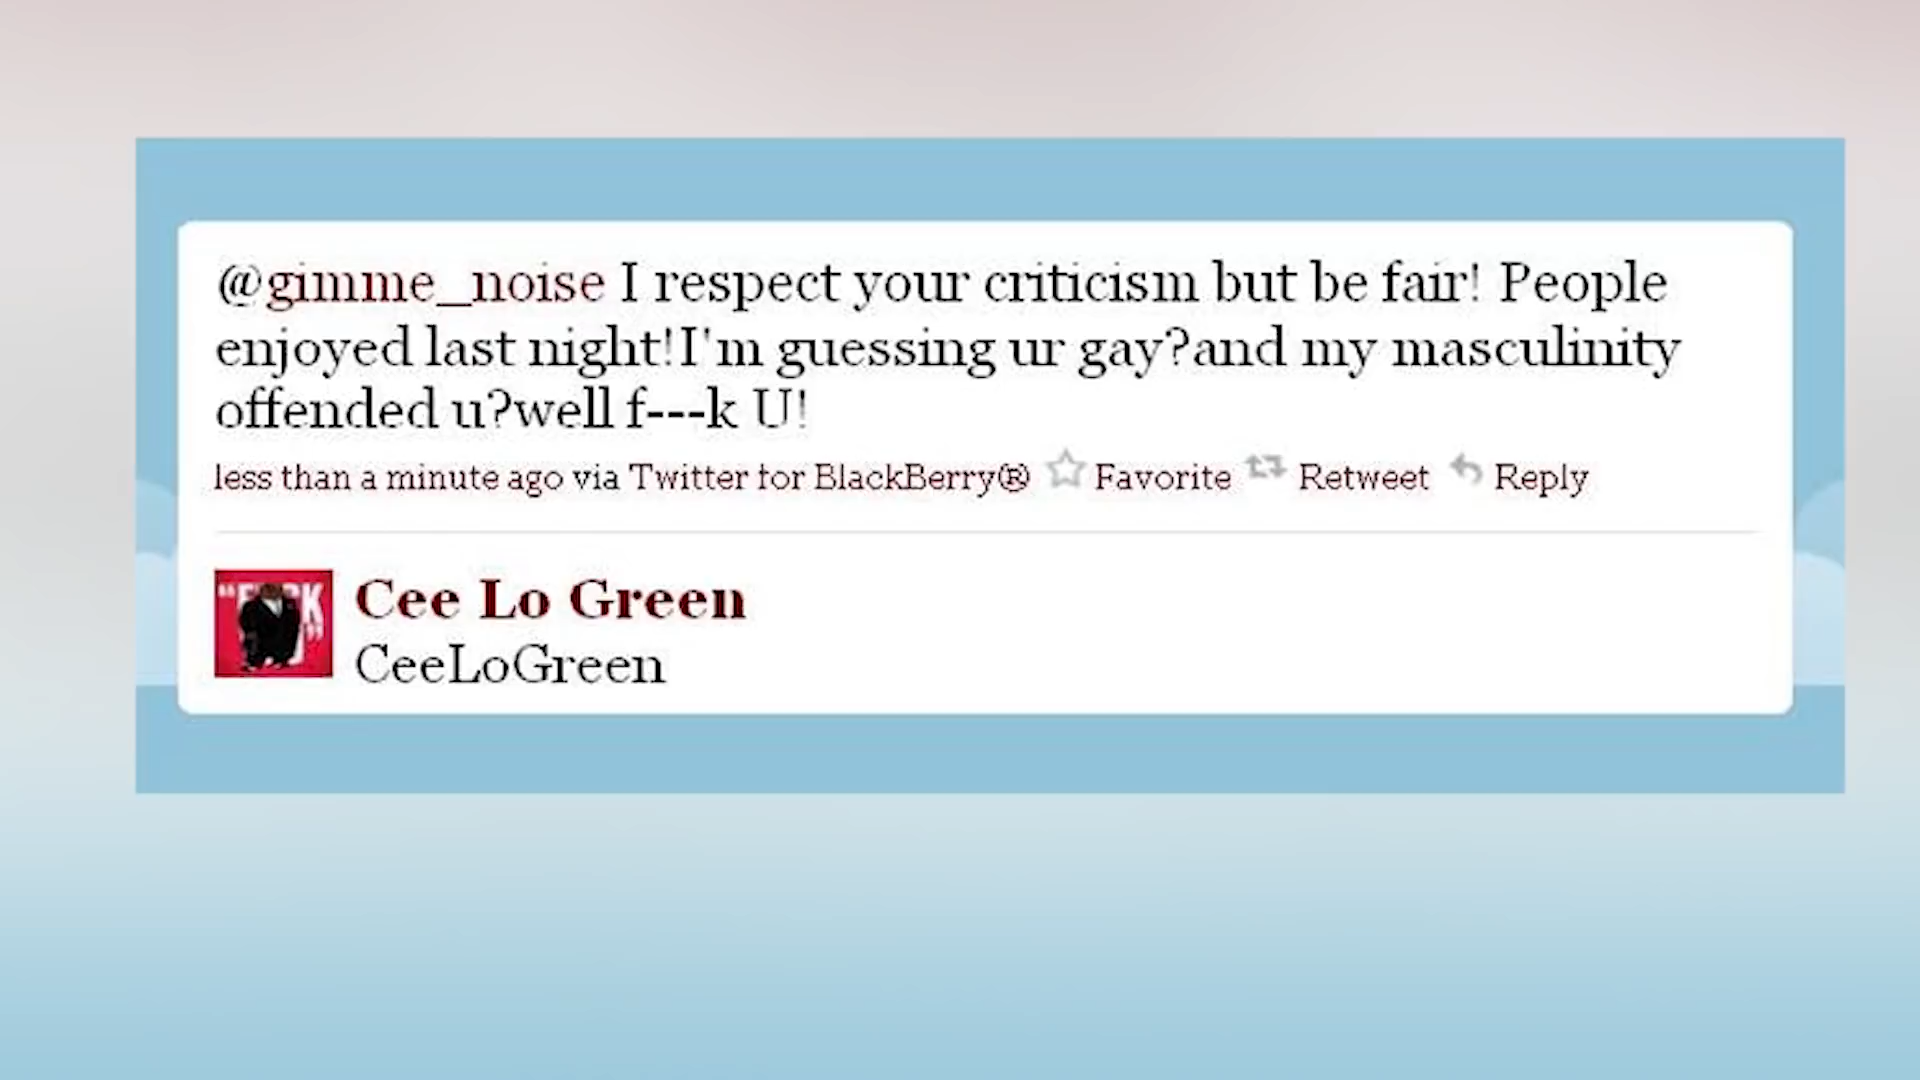 @gimme_noise I respect your criticism but be fair! People
enjoyed last night!I'm guessing ur gay?and my masculinity
offended u?well f---k U!
less than a minute ago via Twitter for BlackBerry® Favorite Retweet Reply
Cee Lo Green
CeeLoGreen